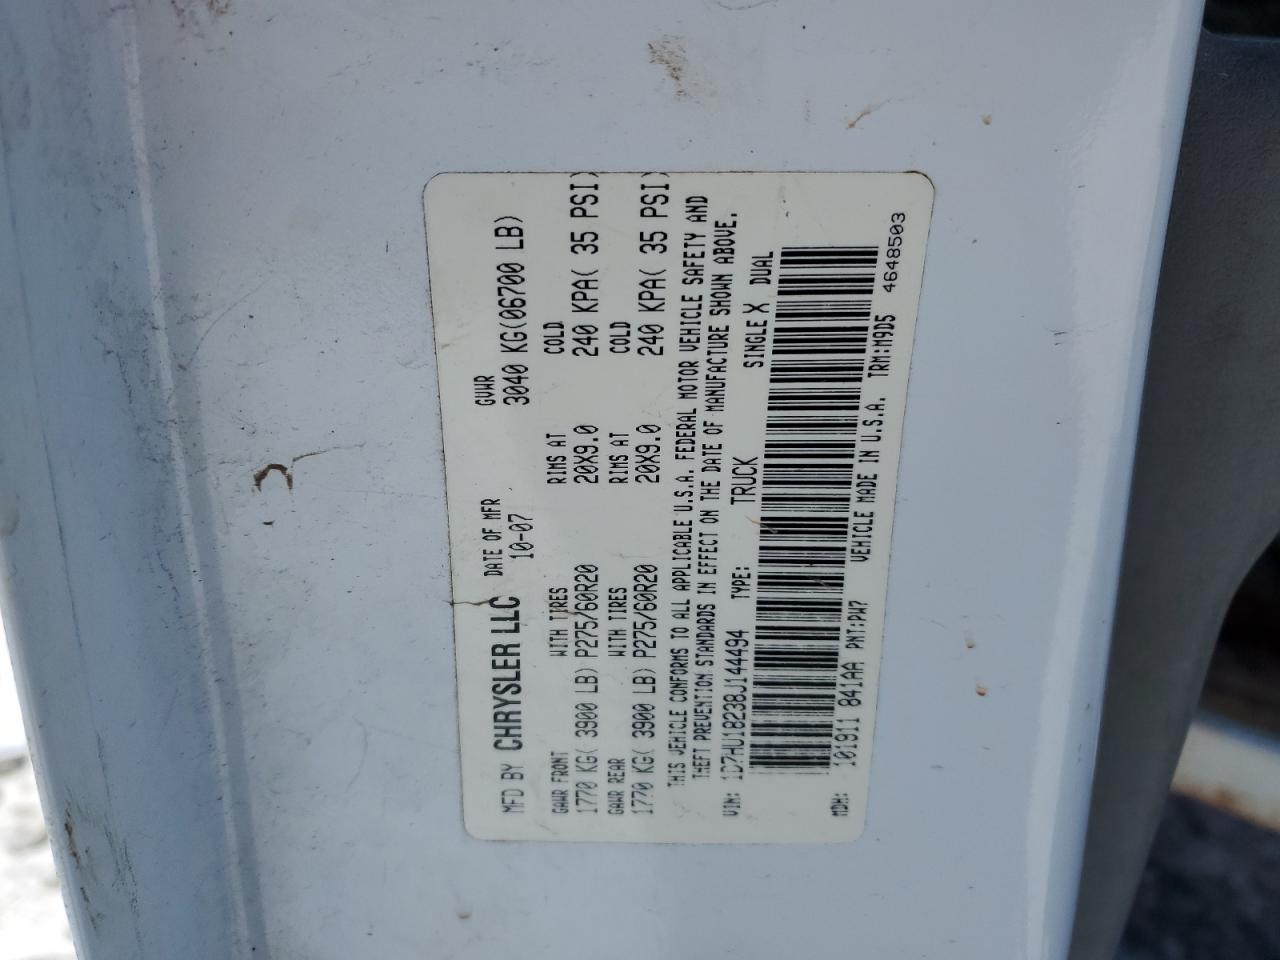 MFD BY CHRYSLER LLC DATE OF MFR GVWR
10-07 3040 KG(06700 LB)
GAWR FRONT WITH TIRES RIMS AT COLD
1770 KG( 3900 LB) P275/60R20 20X9.0 240 KPA( 35 PSI)
GAWR REAR WITH TIRES RIMS AT COLD
1770 KG( 3900 LB) P275/60R20 20X9.0 240 KPA( 35 PSI)
THIS VEHICLE CONFORMS TO ALL APPLICABLE U.S.A. FEDERAL MOTOR VEHICLE SAFETY AND
THEFT PREVENTION STANDARDS IN EFFECT ON THE DATE OF MANUFACTURE SHOWN ABOVE.
VIN: 1D7HU18238J144494 TYPE: TRUCK SINGLE X DUAL
MDH: 101911 841AA PNT:PW7 VEHICLE MADE IN U.S.A. TRM:M9D5 4648503